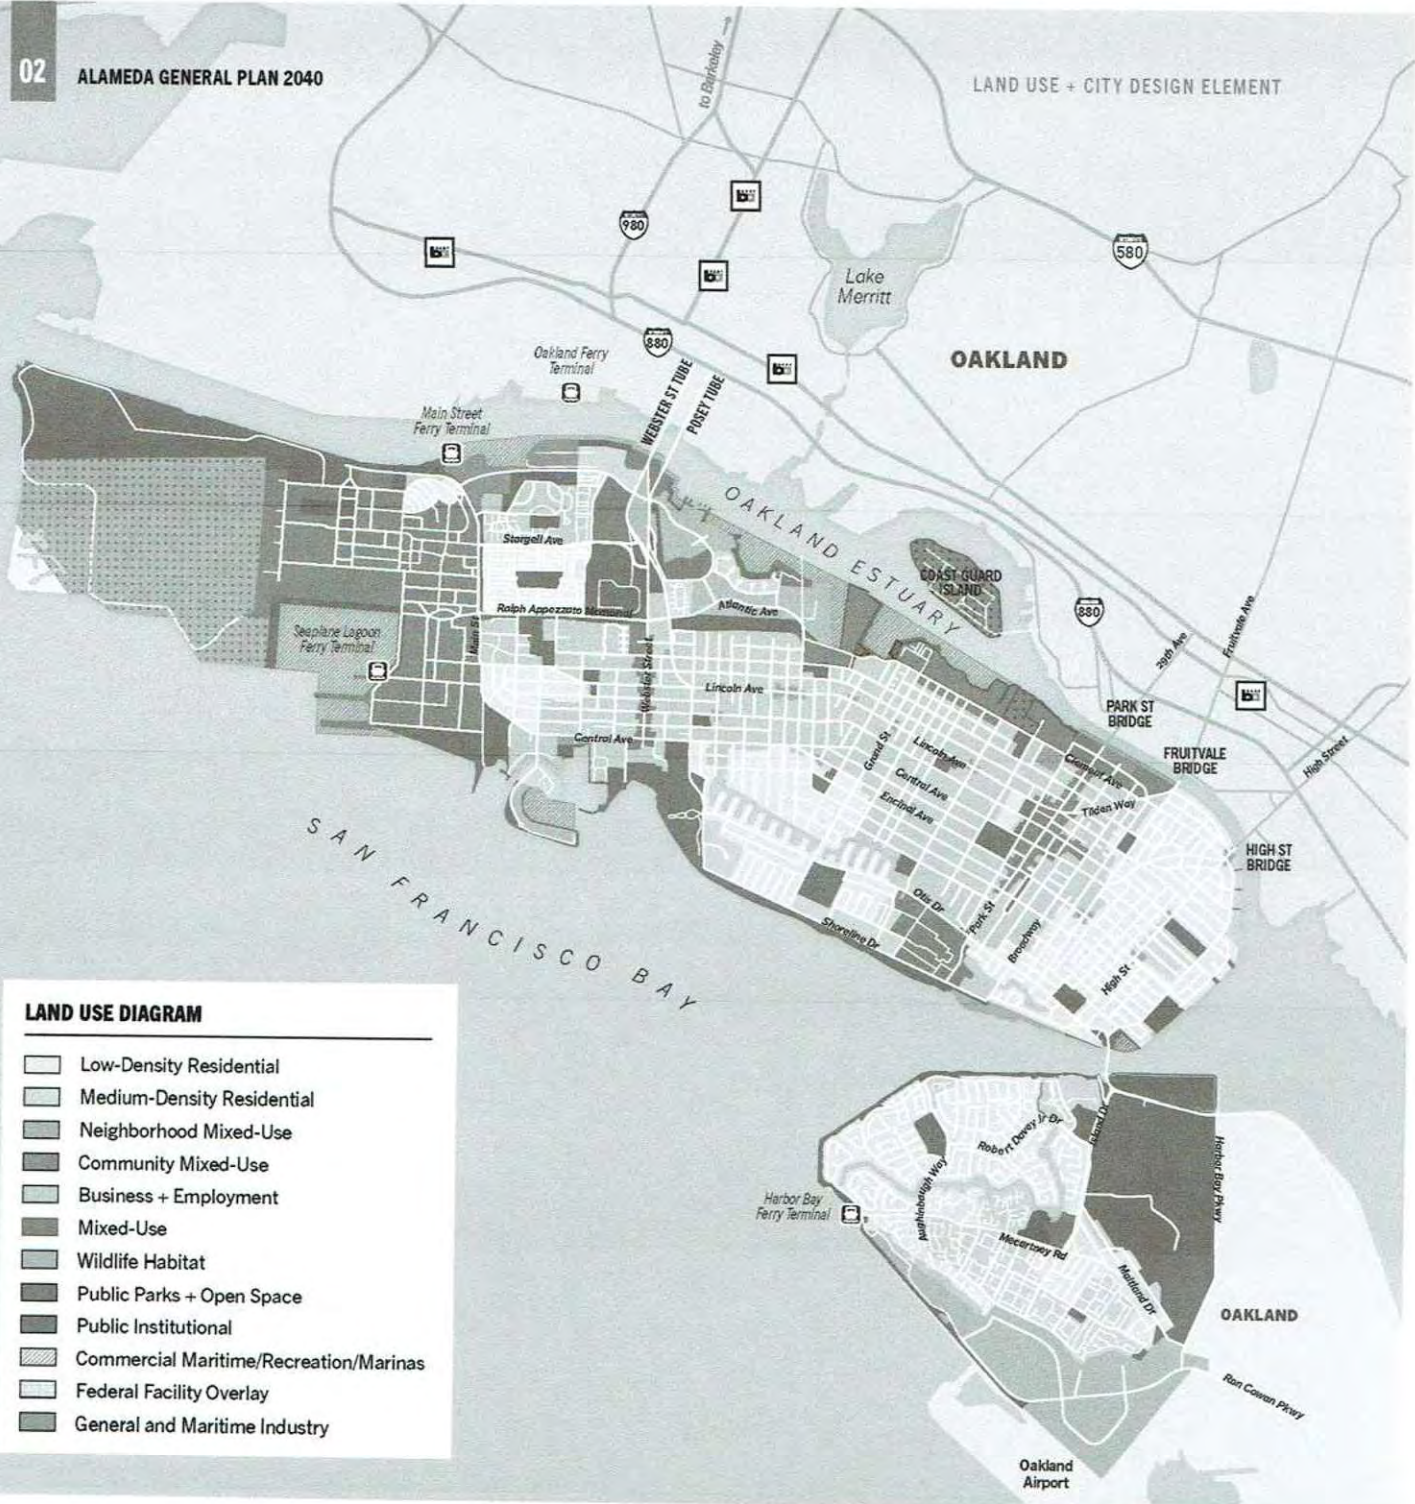 02
ALAMEDA GENERAL PLAN 2040
LAND USE + CITY DESIGN ELEMENT
to Berkeley
980
580
Lake
Merritt
880
OAKLAND
Oakland Ferry
Terminal
WEBSTER ST TUBE
POSEY TUBE
Main Street
Ferry Terminal
OAKLAND ESTUARY
Stargell Ave
COAST GUARD
ISLAND
880
Ralph Appezzato Memorial
Atlantic Ave
29th Ave
Fruitvale Ave
Seaplane Lagoon
Ferry Terminal
Main St
Webster Street
Lincoln Ave
PARK ST
BRIDGE
Central Ave
Grand St
Lincoln Ave
Clement Ave
FRUITVALE
BRIDGE
High Street
Central Ave
Encinal Ave
Tilden Way
SAN FRANCISCO BAY
HIGH ST
BRIDGE
Otis Dr
Park St
Shoreline Dr
Broadway
High St
LAND USE DIAGRAM
Low-Density Residential
Medium-Density Residential
Neighborhood Mixed-Use
Community Mixed-Use
Business + Employment
Mixed-Use
Wildlife Habitat
Public Parks + Open Space
Public Institutional
Commercial Maritime/Recreation/Marinas
Federal Facility Overlay
General and Maritime Industry
Island Dr
Robert Davey Jr Dr
Harbor Bay Pkwy
Aughinbaugh Way
Harbor Bay
Ferry Terminal
Mecartney Rd
Maitland Dr
OAKLAND
Ron Cowan Pkwy
Oakland
Airport